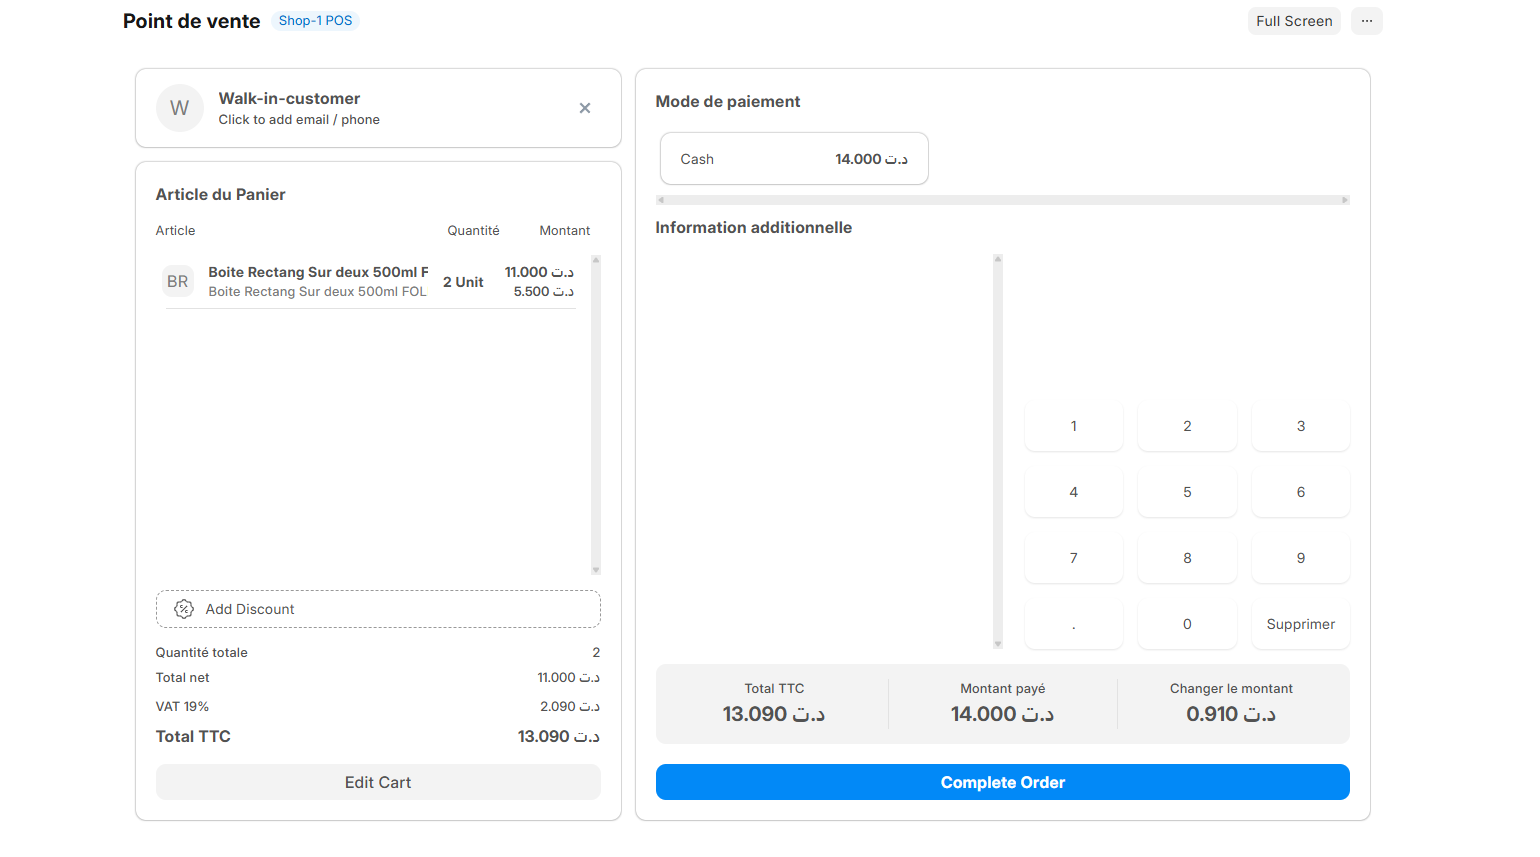 Point de vente
Shop-1 POS
Full Screen
...
W
Walk-in-customer
Click to add email / phone
×
Article du Panier
Article Quantité Montant
BR
Boite Rectang Sur deux 500ml F
Boite Rectang Sur deux 500ml FOL
2 Unit
11.000 د.ت
5.500 د.ت
Add Discount
Quantité totale 2
Total net 11.000 د.ت
VAT 19% 2.090 د.ت
Total TTC 13.090 د.ت
Edit Cart
Mode de paiement
Cash 14.000 د.ت
Information additionnelle
1 2 3
4 5 6
7 8 9
. 0 Supprimer
Total TTC
13.090 د.ت
Montant payé
14.000 د.ت
Changer le montant
0.910 د.ت
Complete Order